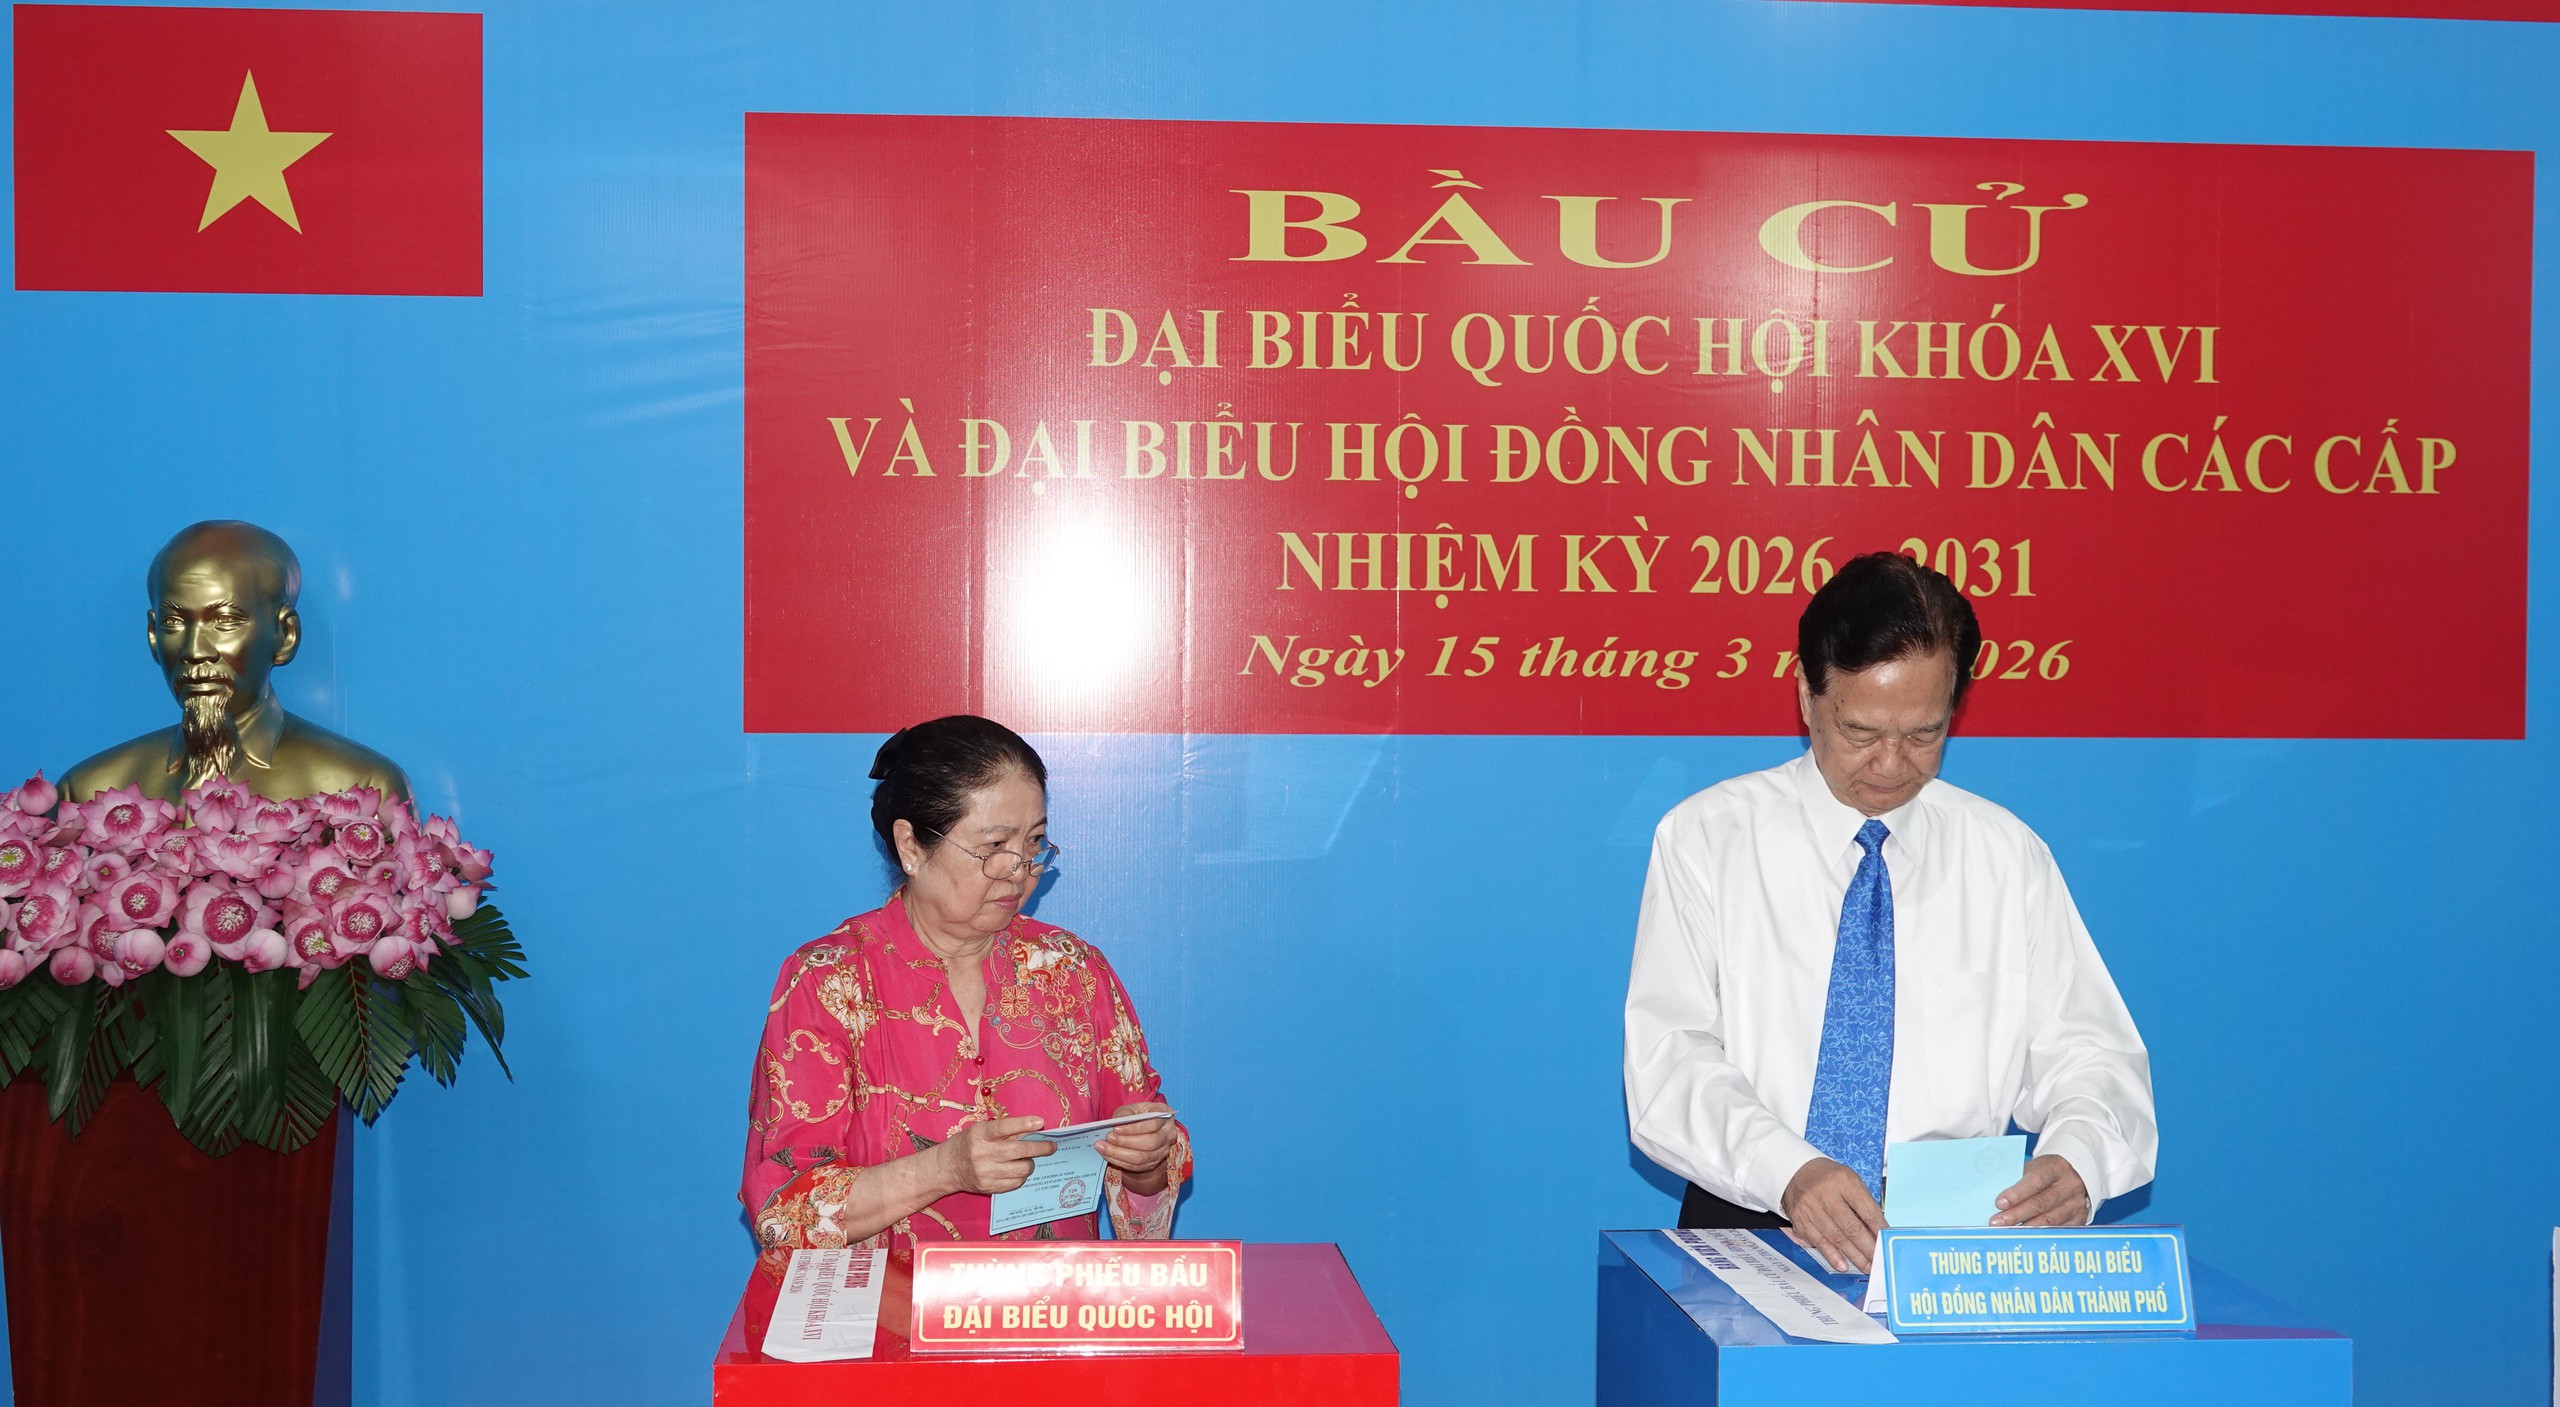 BẦU CỬ
ĐẠI BIỂU QUỐC HỘI KHÓA XVI
VÀ ĐẠI BIỂU HỘI ĐỒNG NHÂN DÂN CÁC CẤP
NHIỆM KỲ 2026 - 2031
Ngày 15 tháng 3 2026
THÙNG PHIẾU BẦU
ĐẠI BIỂU QUỐC HỘI
THÙNG PHIẾU BẦU ĐẠI BIỂU
HỘI ĐỒNG NHÂN DÂN THÀNH PHỐ